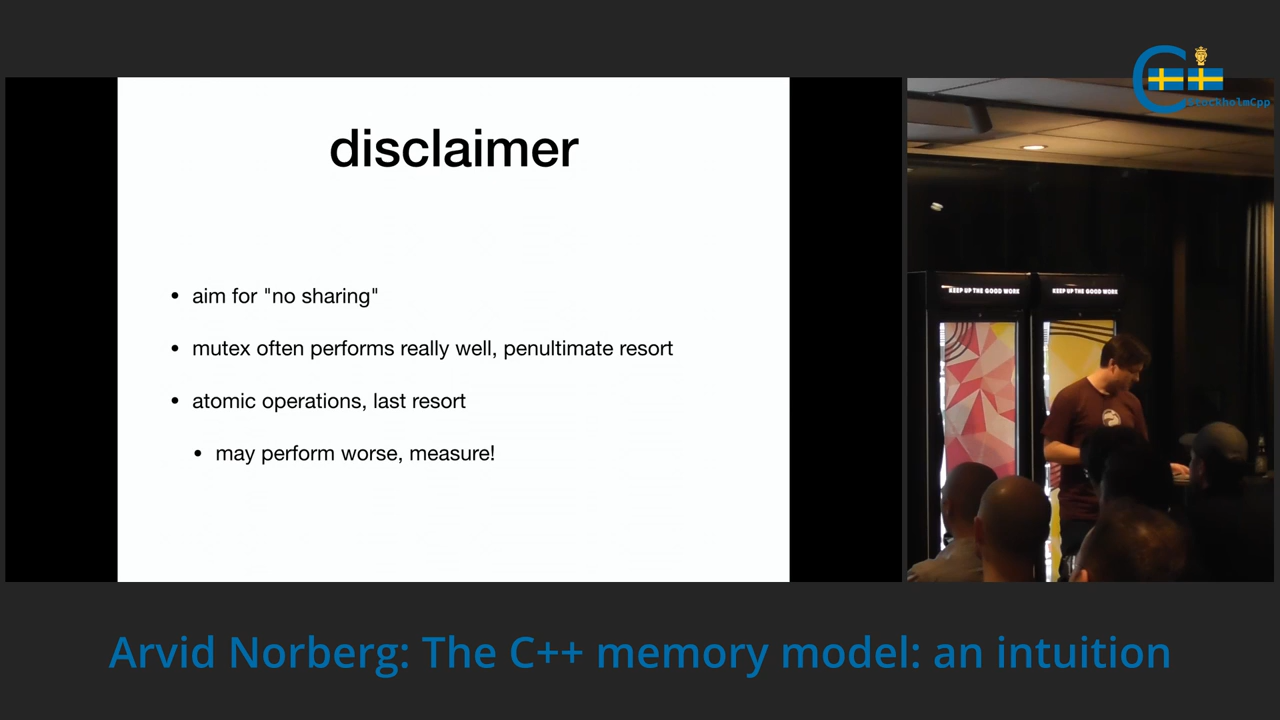 StockholmCpp
disclaimer
• aim for "no sharing"
• mutex often performs really well, penultimate resort
• atomic operations, last resort
• may perform worse, measure!
KEEP UP THE GOOD WORK
KEEP UP THE GOOD WORK
Arvid Norberg: The C++ memory model: an intuition